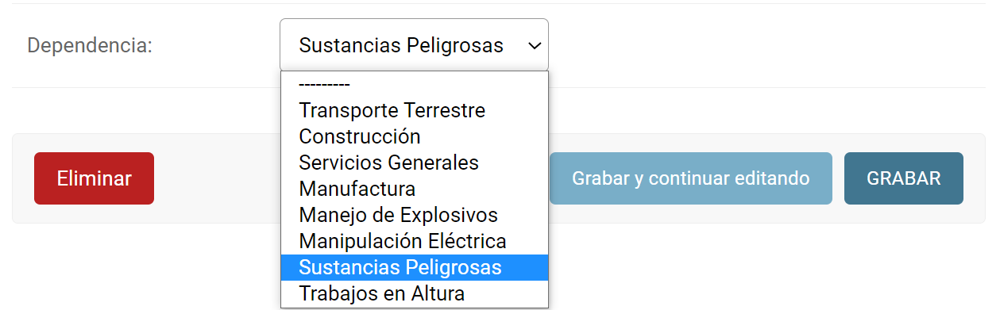 Dependencia:
Sustancias Peligrosas
---------
Transporte Terrestre
Construcción
Servicios Generales
Manufactura
Manejo de Explosivos
Manipulación Eléctrica
Sustancias Peligrosas
Trabajos en Altura
Eliminar
Grabar y continuar editando
GRABAR